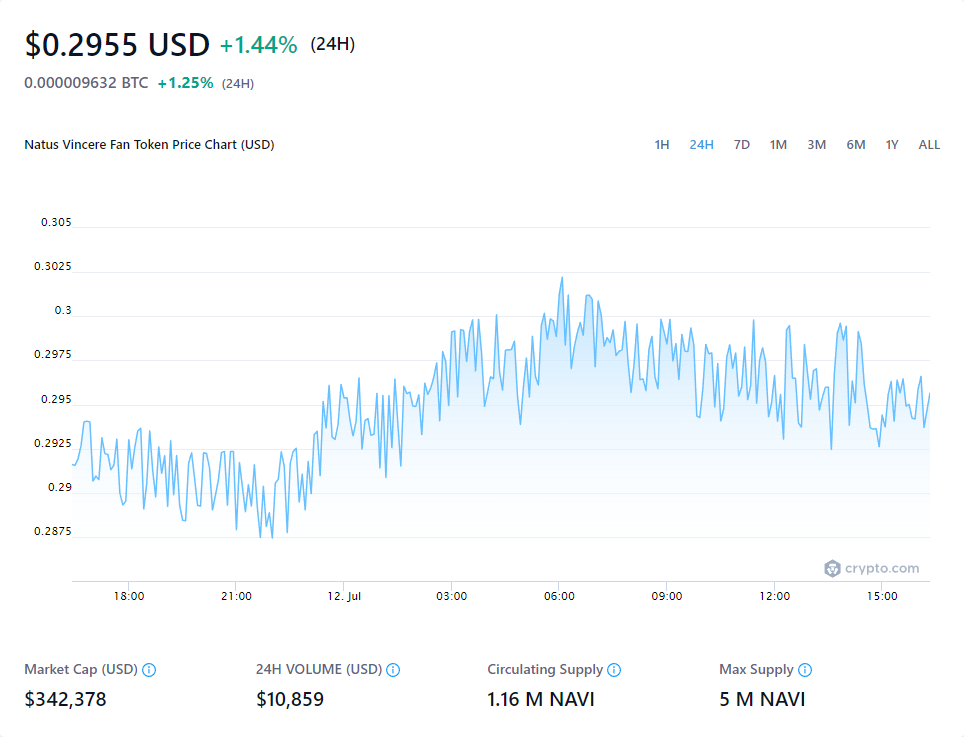 $0.2955 USD +1.44% (24H)
0.000009632 BTC +1.25% (24H)
Natus Vincere Fan Token Price Chart (USD) 1H 24H 7D 1M 3M 6M 1Y ALL
0.305
0.3025
0.3
0.2975
0.295
0.2925
0.29
0.2875
crypto.com
18:00 21:00 12. Jul 03:00 06:00 09:00 12:00 15:00
Market Cap (USD) 24H VOLUME (USD) Circulating Supply Max Supply
$342,378 $10,859 1.16 M NAVI 5 M NAVI